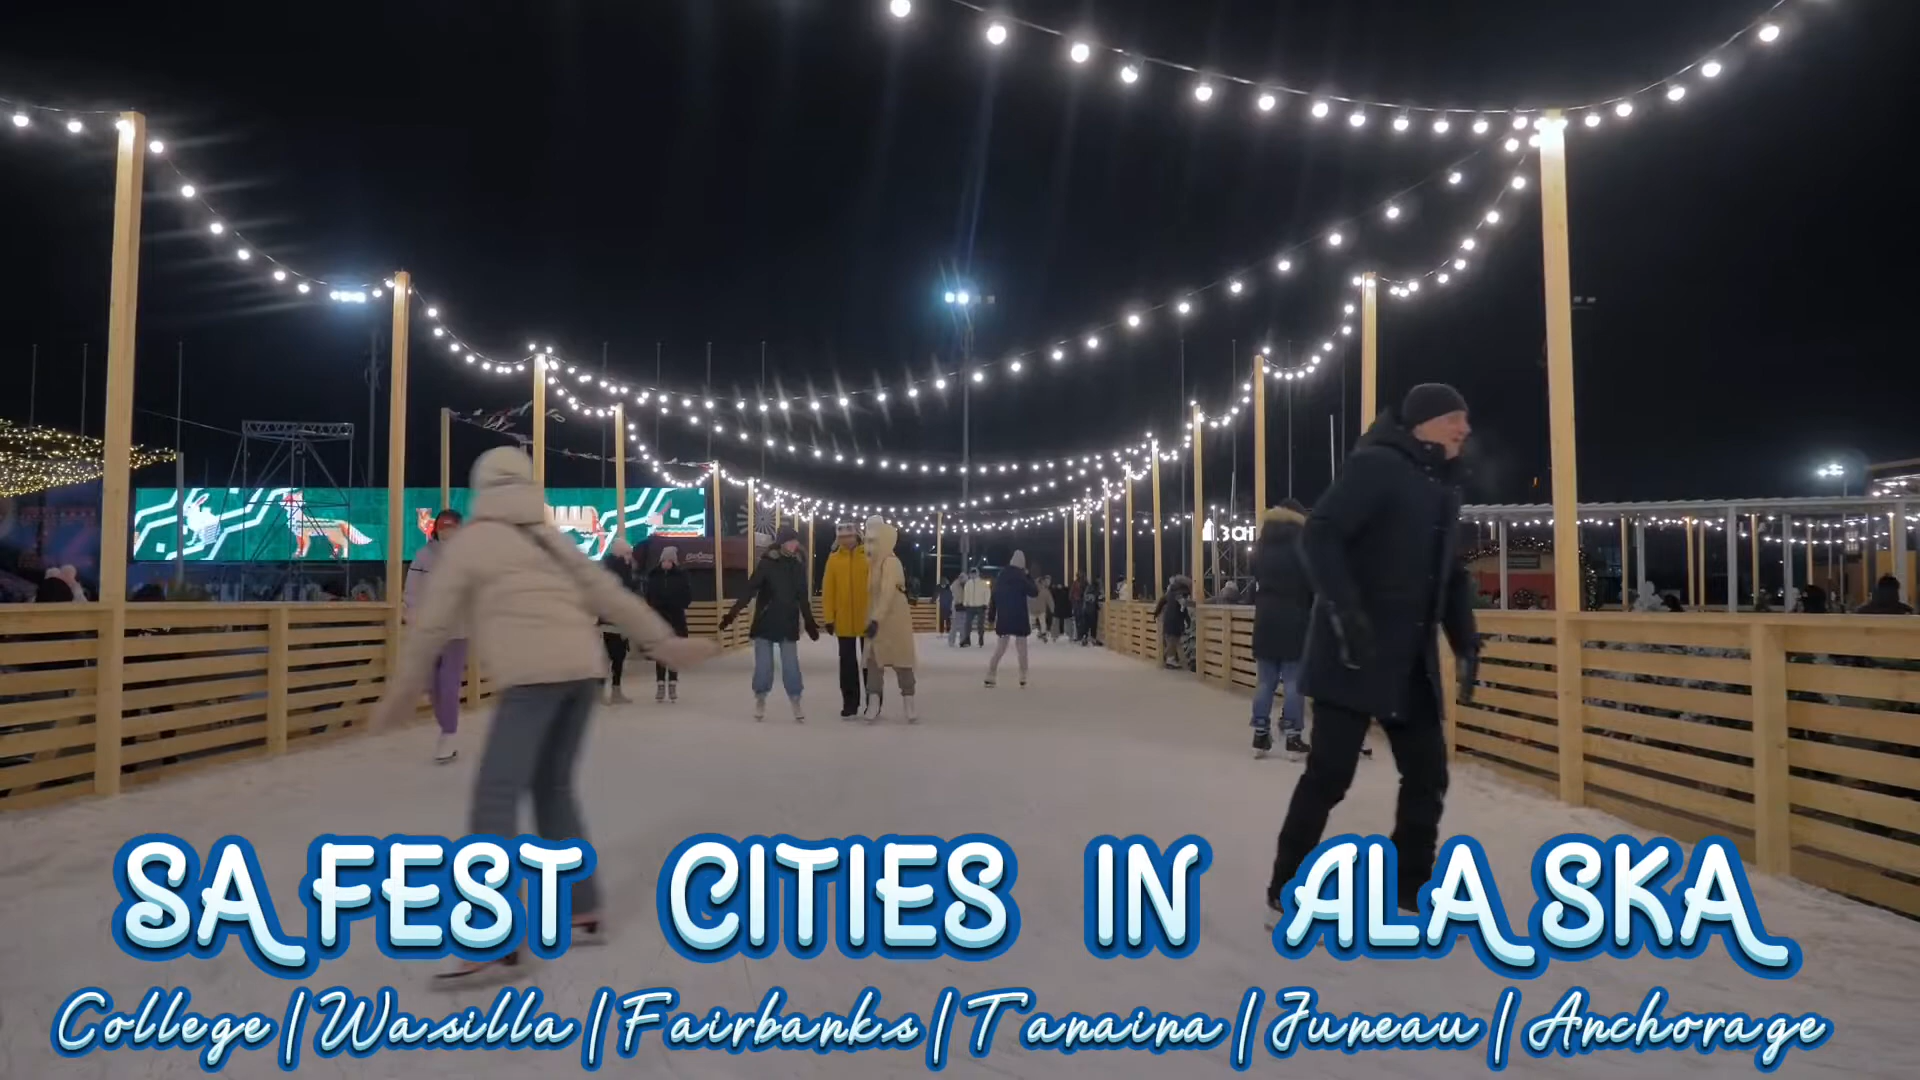 SAFEST CITIES IN ALASKA
College | Wasilla | Fairbanks | Tanaina | Juneau | Anchorage